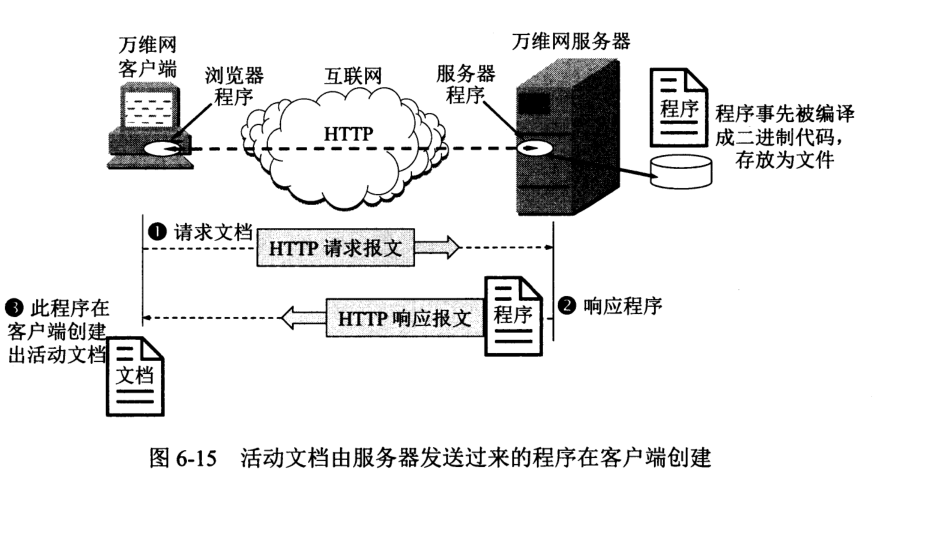 万维网
客户端
浏览器
程序
互联网
HTTP
服务器
程序
万维网服务器
程序
程序事先被编译
成二进制代码,
存放为文件
❶ 请求文档
HTTP 请求报文
❸ 此程序在
客户端创建
出活动文档
文档
HTTP 响应报文
程序
❷ 响应程序
图 6-15 活动文档由服务器发送过来的程序在客户端创建